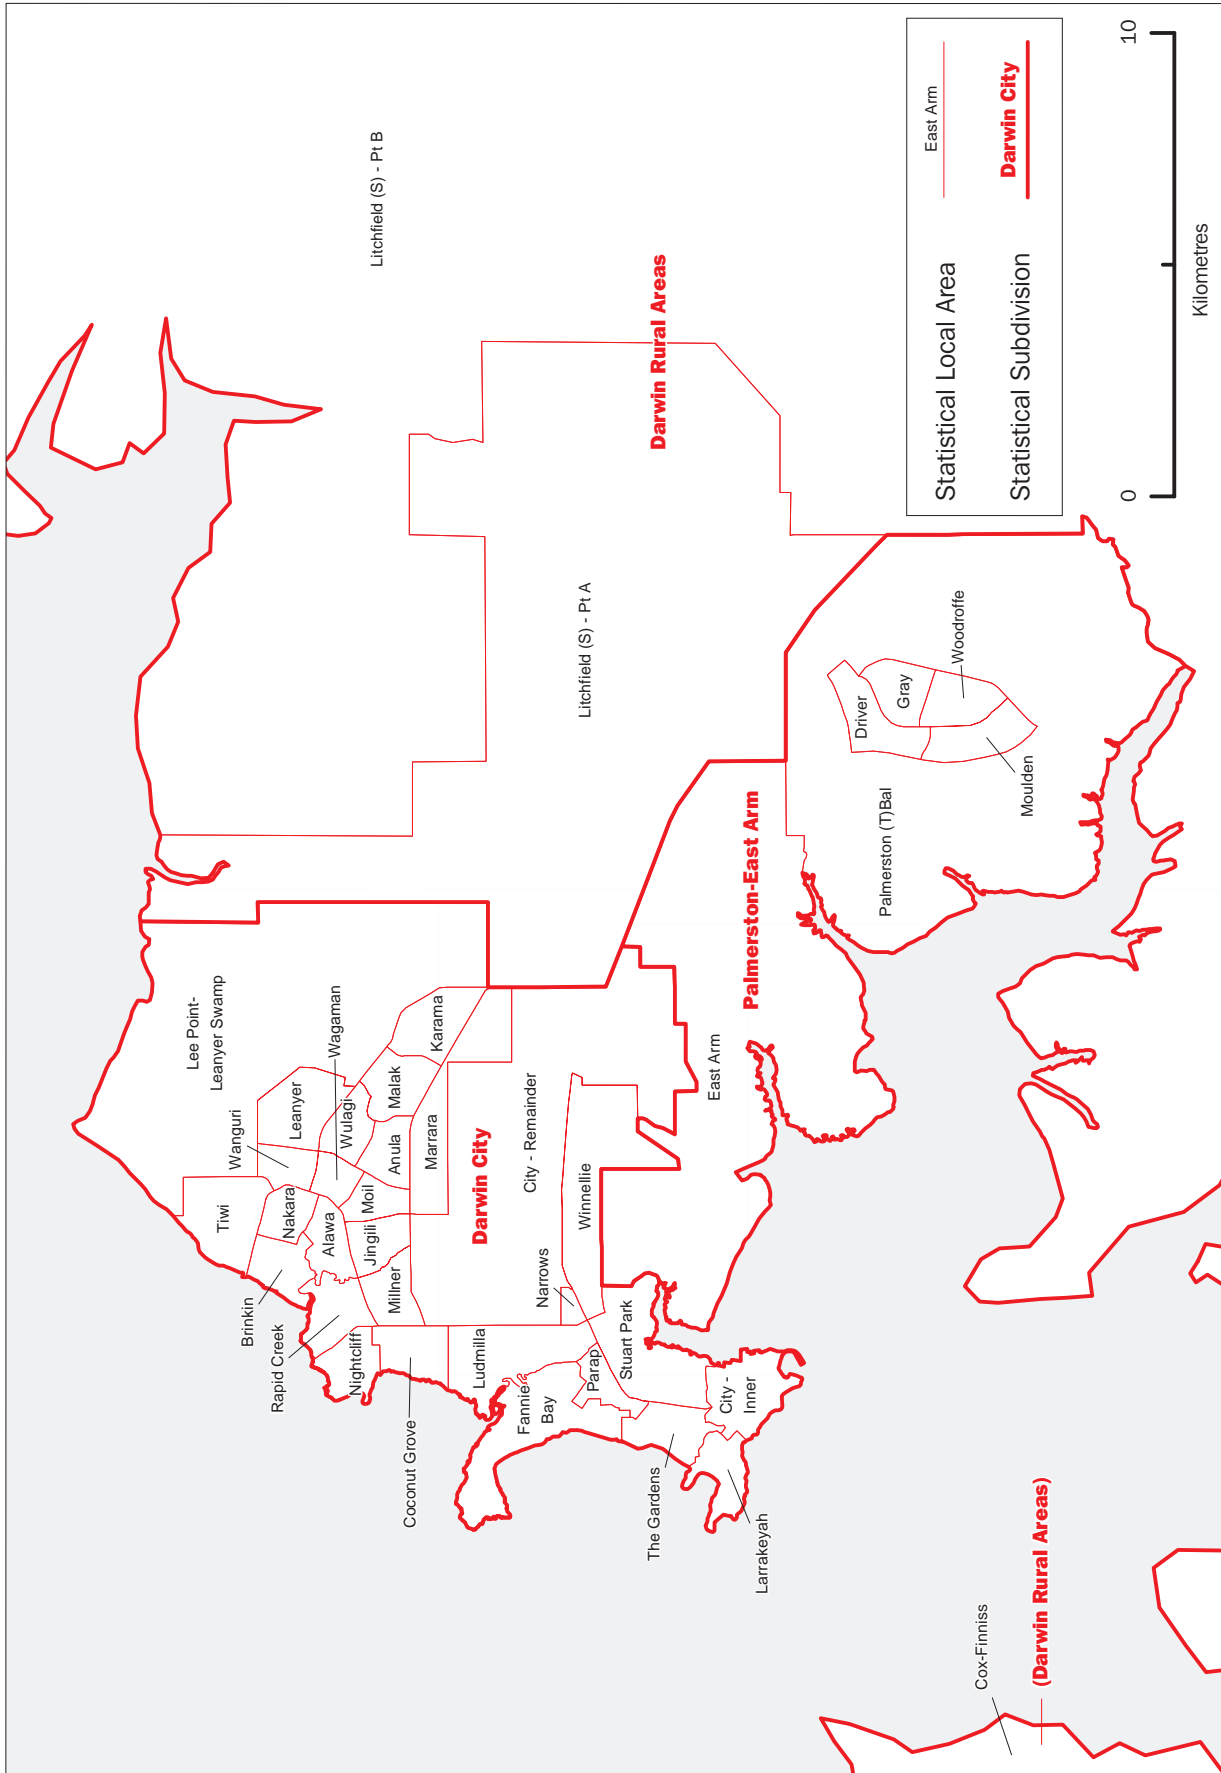 Litchfield (S) - Pt B
Lee Point-
Leanyer Swamp
Wanguri
Leanyer
Wagaman
Tiwi
Nakara
Brinkin
Alawa
Wulagi
Malak
Karama
Rapid Creek
Moil
Anula
Jingili
Marrara
Nightcliff
Millner
Coconut Grove
Darwin City
Ludmilla
Narrows
City - Remainder
Winnellie
Fannie
Bay
Parap
Stuart Park
The Gardens
City -
Inner
Larrakeyah
East Arm
Palmerston-East Arm
Litchfield (S) - Pt A
Darwin Rural Areas
Palmerston (T)Bal
Driver
Gray
Woodroffe
Moulden
Cox-Finniss
(Darwin Rural Areas)
Statistical Local Area
East Arm
Statistical Subdivision
Darwin City
0
10
Kilometres